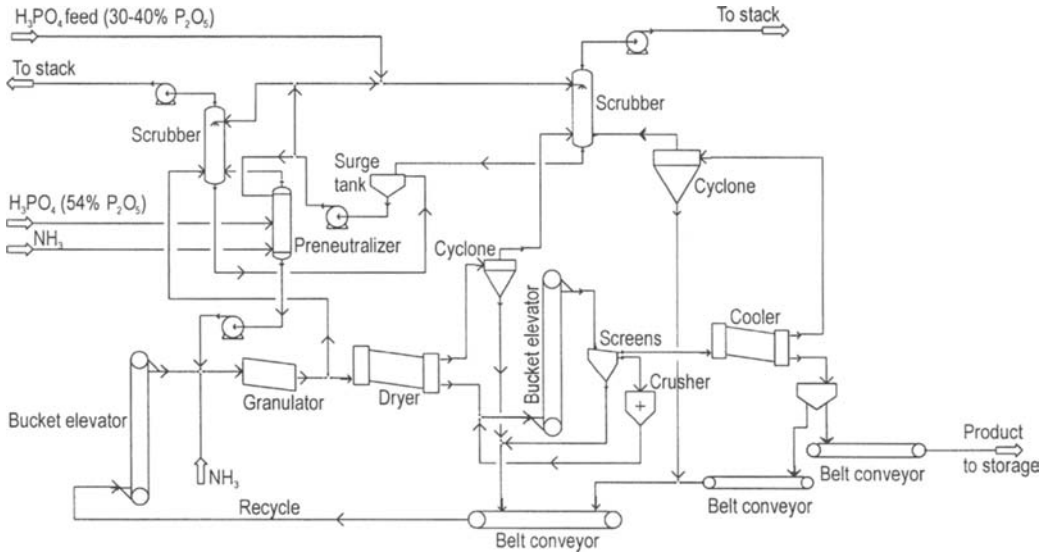 H₃PO₄ feed (30-40% P₂O₅)
To stack
To stack
Scrubber
Scrubber
Surge
tank
Cyclone
H₃PO₄ (54% P₂O₅)
NH₃
Preneutralizer
Cyclone
Bucket elevator
Cooler
Screens
Crusher
Granulator
Dryer
Bucket elevator
NH₃
Product
to storage
Belt conveyor
Belt conveyor
Recycle
Belt conveyor